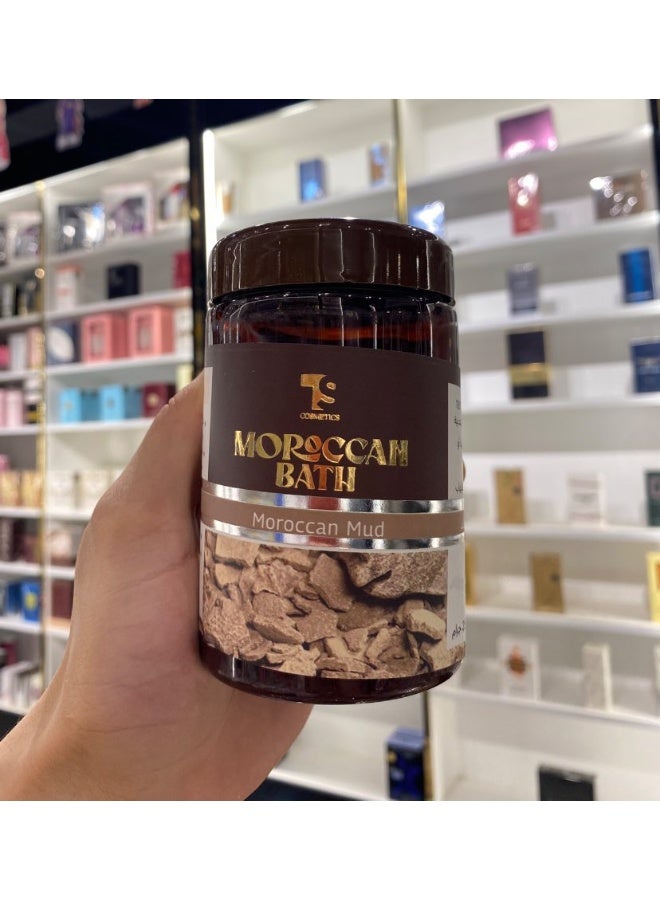 TS
COSMETICS
MOROCCAN
BATH
Moroccan Mud